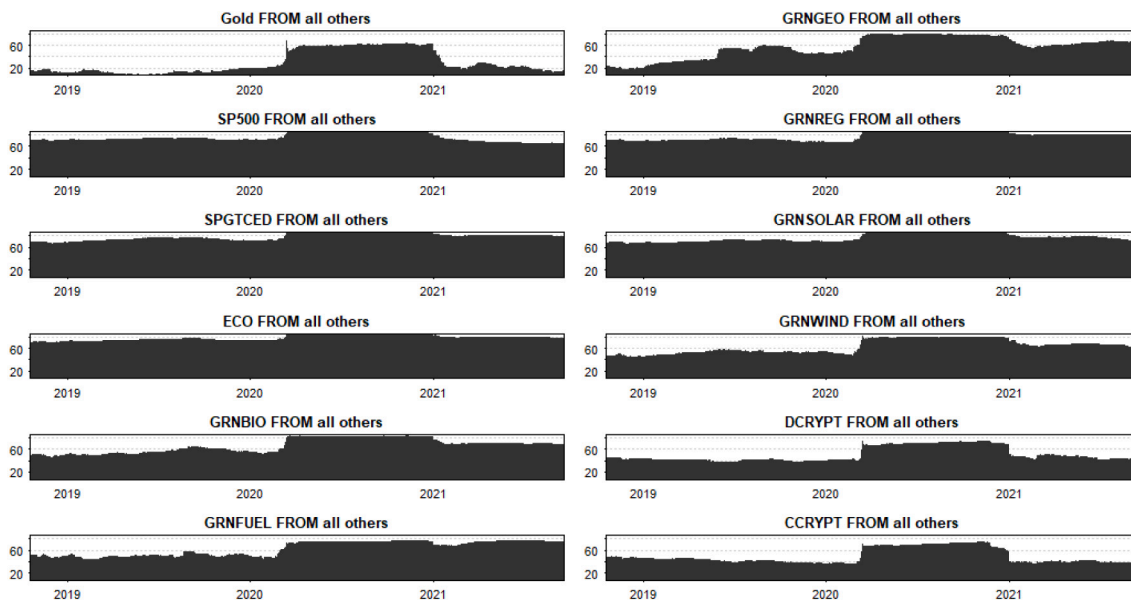 Gold FROM all others
60
20
2019 2020 2021
SP500 FROM all others
60
20
2019 2020 2021
SPGTCED FROM all others
60
20
2019 2020 2021
ECO FROM all others
60
20
2019 2020 2021
GRNBIO FROM all others
60
20
2019 2020 2021
GRNFUEL FROM all others
60
20
2019 2020 2021
GRNGEO FROM all others
60
20
2019 2020 2021
GRNREG FROM all others
60
20
2019 2020 2021
GRNSOLAR FROM all others
60
20
2019 2020 2021
GRNWIND FROM all others
60
20
2019 2020 2021
DCRYPT FROM all others
60
20
2019 2020 2021
CCRYPT FROM all others
60
20
2019 2020 2021